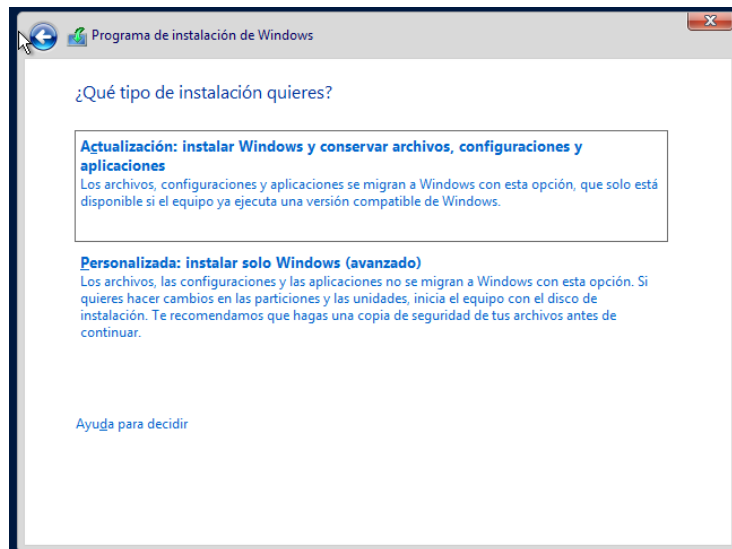 Programa de instalación de Windows
¿Qué tipo de instalación quieres?
Actualización: instalar Windows y conservar archivos, configuraciones y
aplicaciones
Los archivos, configuraciones y aplicaciones se migran a Windows con esta opción, que solo está
disponible si el equipo ya ejecuta una versión compatible de Windows.
Personalizada: instalar solo Windows (avanzado)
Los archivos, las configuraciones y las aplicaciones no se migran a Windows con esta opción. Si
quieres hacer cambios en las particiones y las unidades, inicia el equipo con el disco de
instalación. Te recomendamos que hagas una copia de seguridad de tus archivos antes de
continuar.
Ayuda para decidir